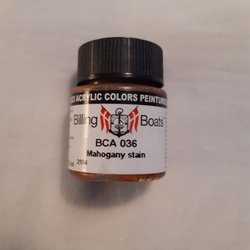 ACRYLIC COLORS PEINTURE
Billing Boats
BCA 036
Mahogany stain